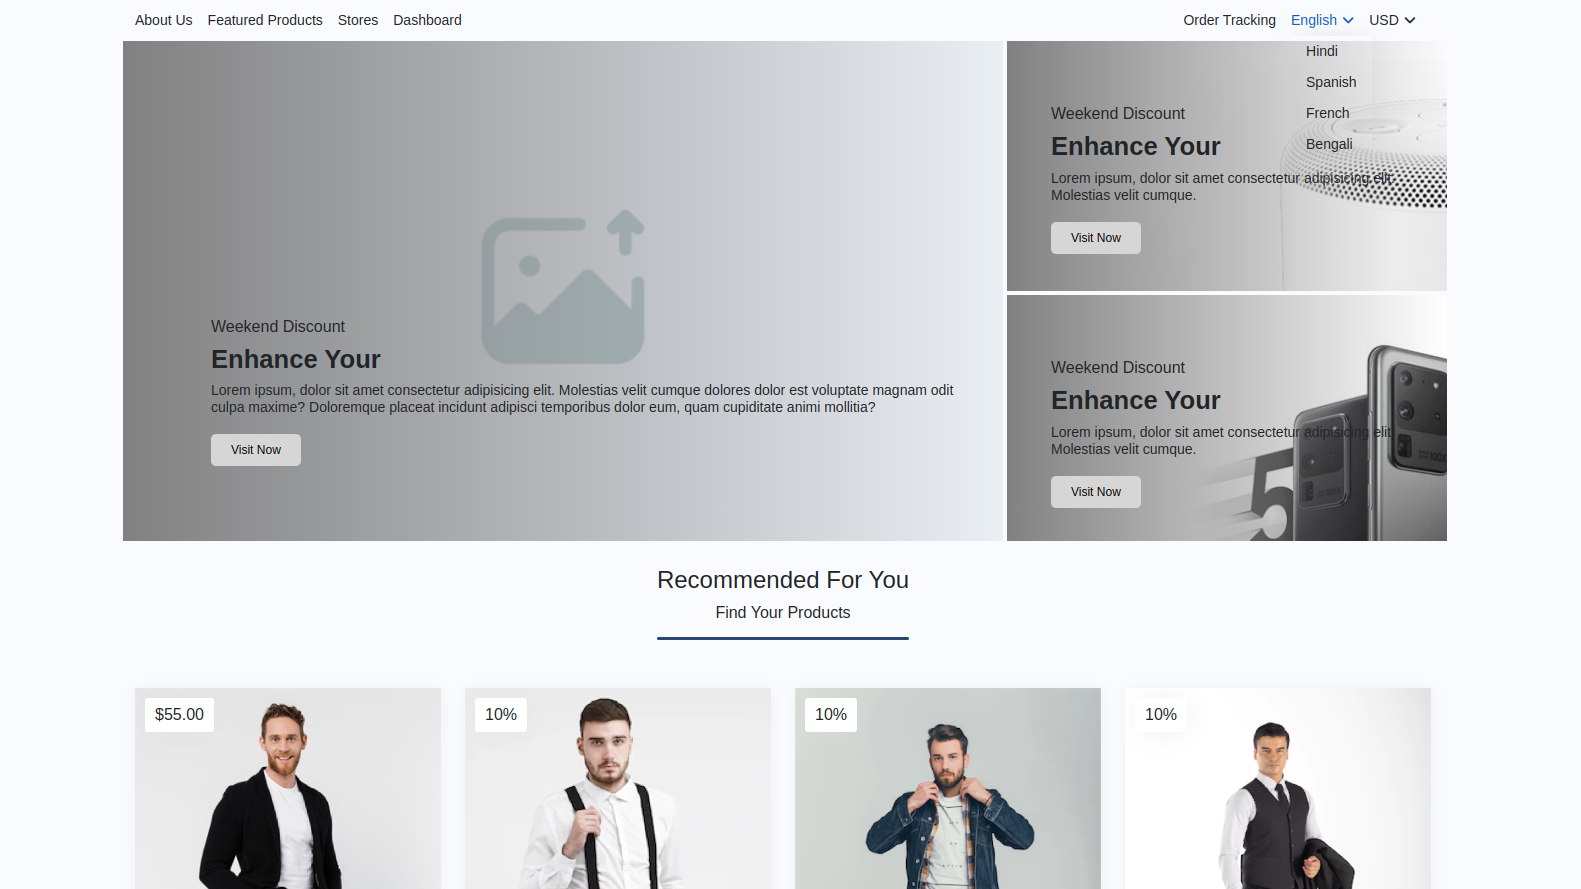 About Us Featured Products Stores Dashboard Order Tracking English USD
Hindi
Spanish
French
Bengali
Weekend Discount
Enhance Your
Lorem ipsum, dolor sit amet consectetur adipisicing elit. Molestias velit cumque dolores dolor est voluptate magnam odit
culpa maxime? Doloremque placeat incidunt adipisci temporibus dolor eum, quam cupiditate animi mollitia?
Visit Now
Weekend Discount
Enhance Your
Lorem ipsum, dolor sit amet consectetur adipisicing elit.
Molestias velit cumque.
Visit Now
Weekend Discount
Enhance Your
Lorem ipsum, dolor sit amet consectetur adipisicing elit.
Molestias velit cumque.
Visit Now
5
100X
100X
Recommended For You
Find Your Products
$55.00
10%
10%
10%